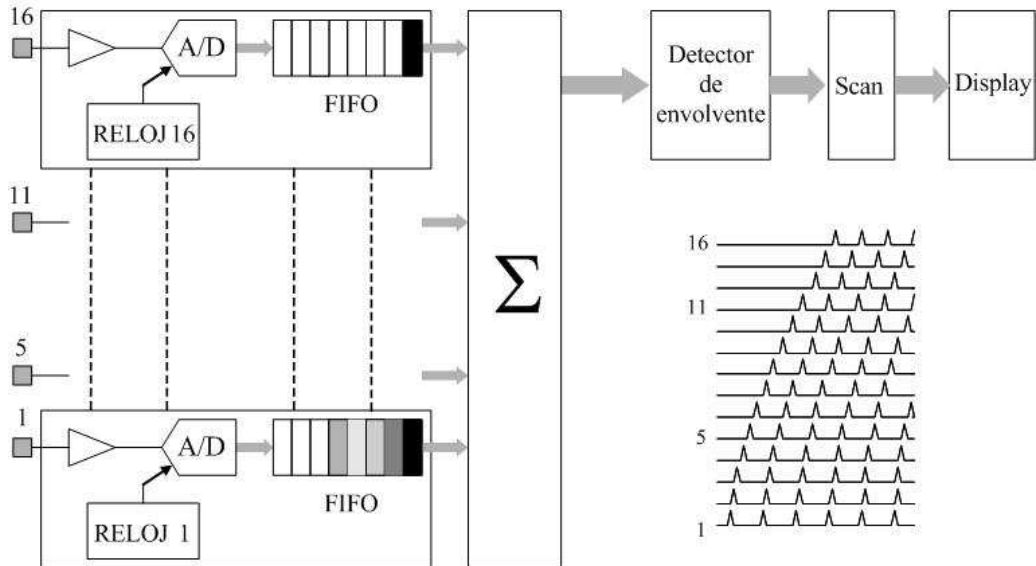 16
A/D
FIFO
RELOJ 16
11
5
1
A/D
FIFO
RELOJ 1
Σ
Detector
de
envolvente
Scan
Display
16
11
5
1